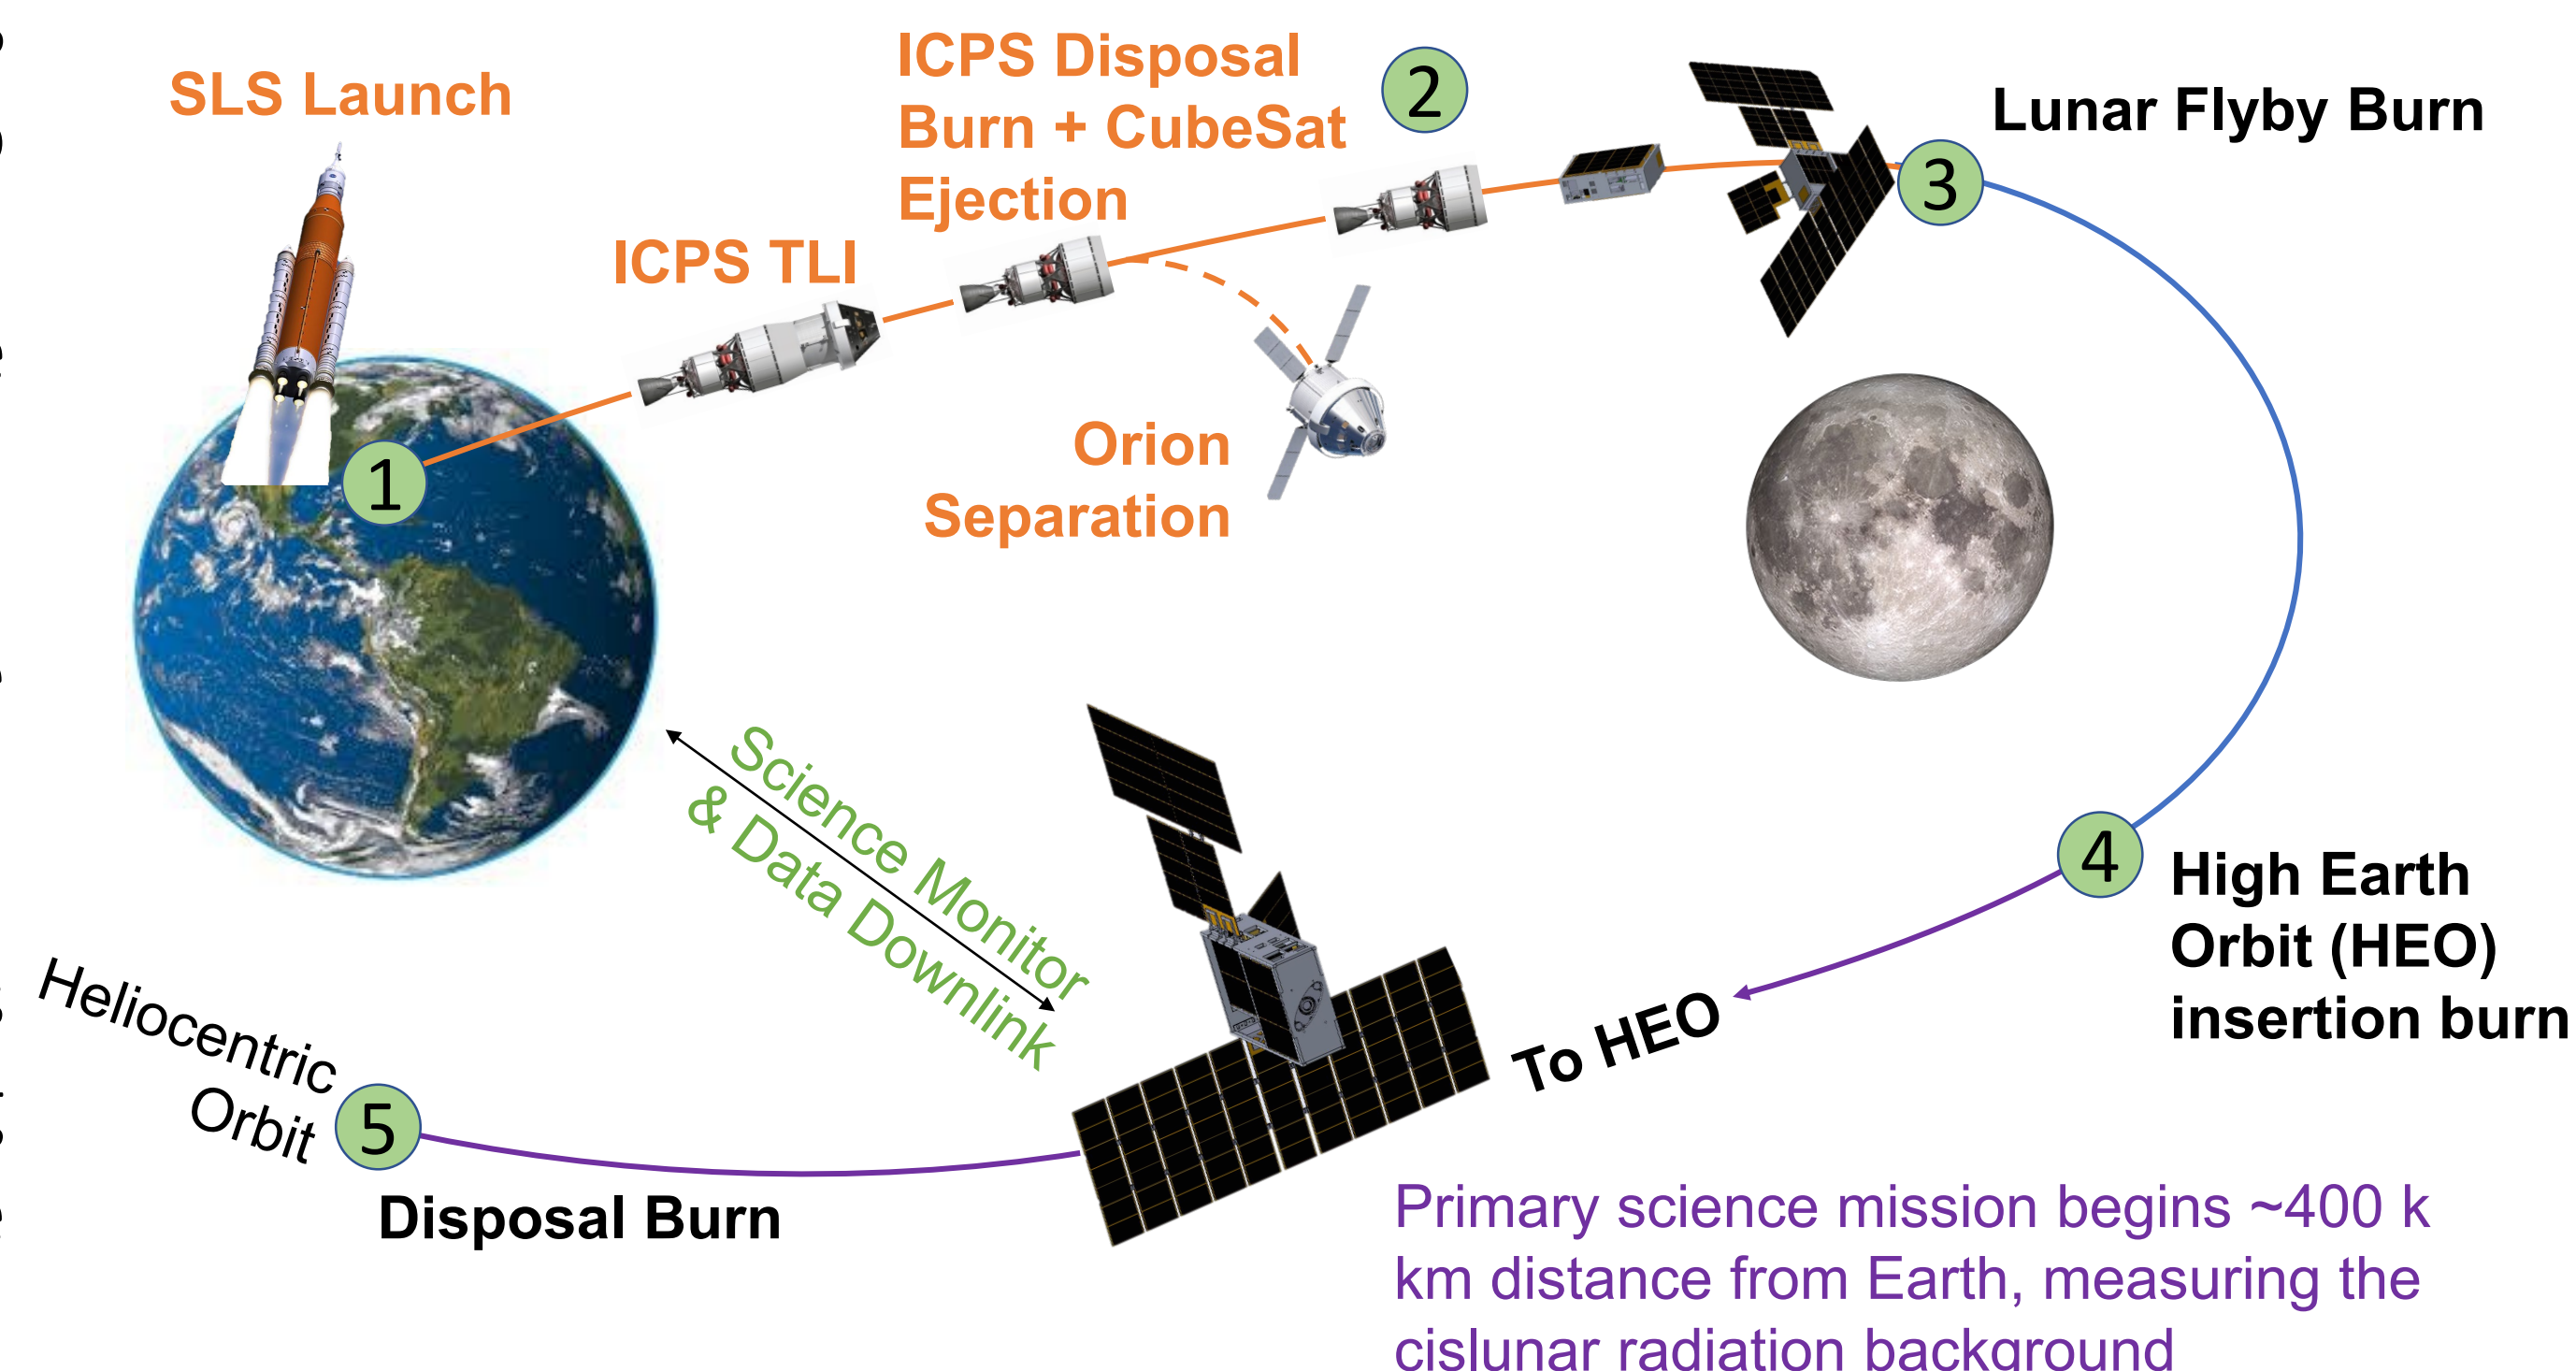 SLS Launch
1
ICPS TLI
ICPS Disposal
Burn + CubeSat
Ejection
2
Orion
Separation
Lunar Flyby Burn
3
4
High Earth
Orbit (HEO)
insertion burn
To HEO
Science Monitor
& Data Downlink
Heliocentric
Orbit
5
Disposal Burn
Primary science mission begins ~400 k
km distance from Earth, measuring the
cislunar radiation background